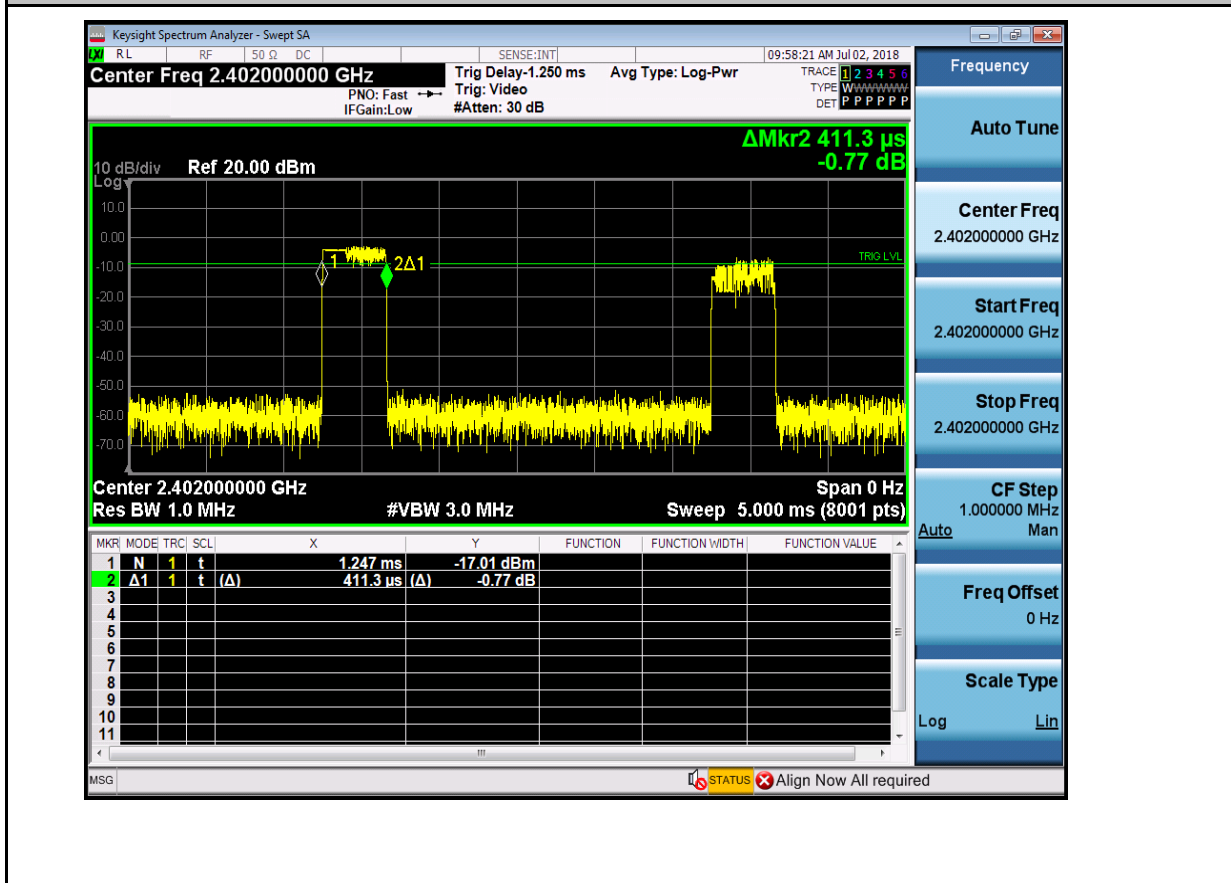 Keysight Spectrum Analyzer - Swept SA
LXI RL RF 50 Ω DC SENSE:INT 09:58:21 AM Jul 02, 2018
Center Freq 2.402000000 GHz
PNO: Fast
IFGain:Low
Trig Delay-1.250 ms
Trig: Video
#Atten: 30 dB
Avg Type: Log-Pwr
TRACE 1 2 3 4 5 6
TYPE WWWWWW
DET P P P P P P
ΔMkr2 411.3 µs
-0.77 dB
10 dB/div Ref 20.00 dBm
Log
10.0
0.00
-10.0
-20.0
-30.0
-40.0
-50.0
-60.0
-70.0
1
2Δ1
TRIG LVL
Center 2.402000000 GHz Span 0 Hz
Res BW 1.0 MHz #VBW 3.0 MHz Sweep 5.000 ms (8001 pts)
MKR MODE TRC SCL X Y FUNCTION FUNCTION WIDTH FUNCTION VALUE
1 N 1 t 1.247 ms -17.01 dBm
2 Δ1 1 t (Δ) 411.3 µs (Δ) -0.77 dB
3
4
5
6
7
8
9
10
11
MSG STATUS Align Now All required
Frequency
Auto Tune
Center Freq
2.402000000 GHz
Start Freq
2.402000000 GHz
Stop Freq
2.402000000 GHz
CF Step
1.000000 MHz
Auto Man
Freq Offset
0 Hz
Scale Type
Log Lin